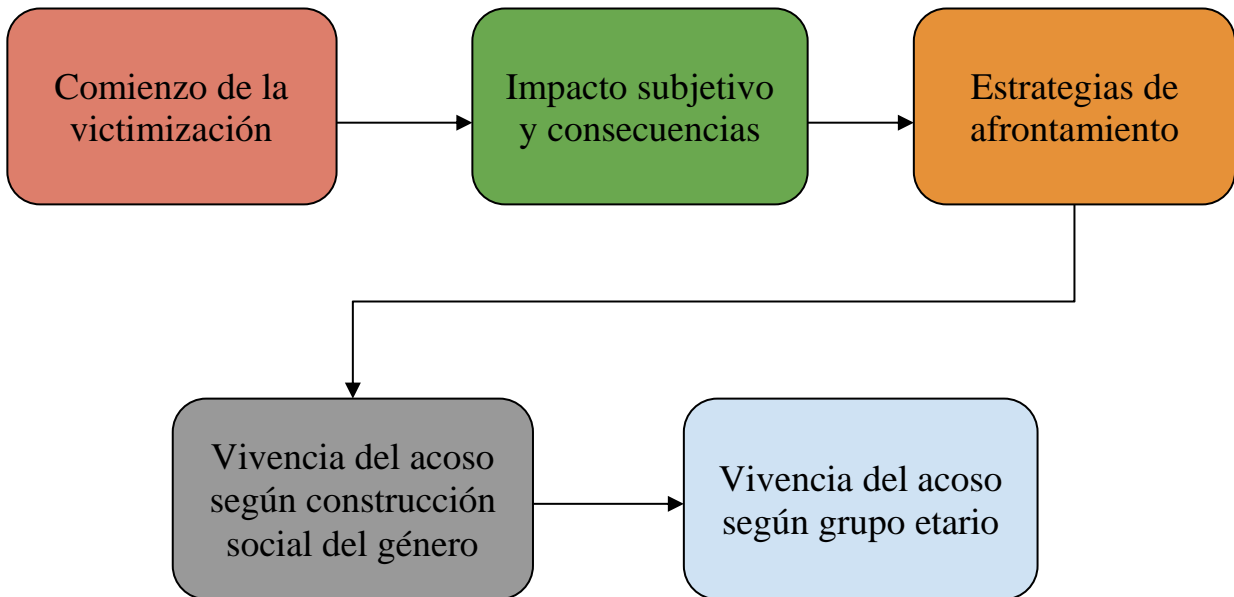 Comienzo de la
victimización
Impacto subjetivo
y consecuencias
Estrategias de
afrontamiento
Vivencia del acoso
según construcción
social del género
Vivencia del acoso
según grupo etario